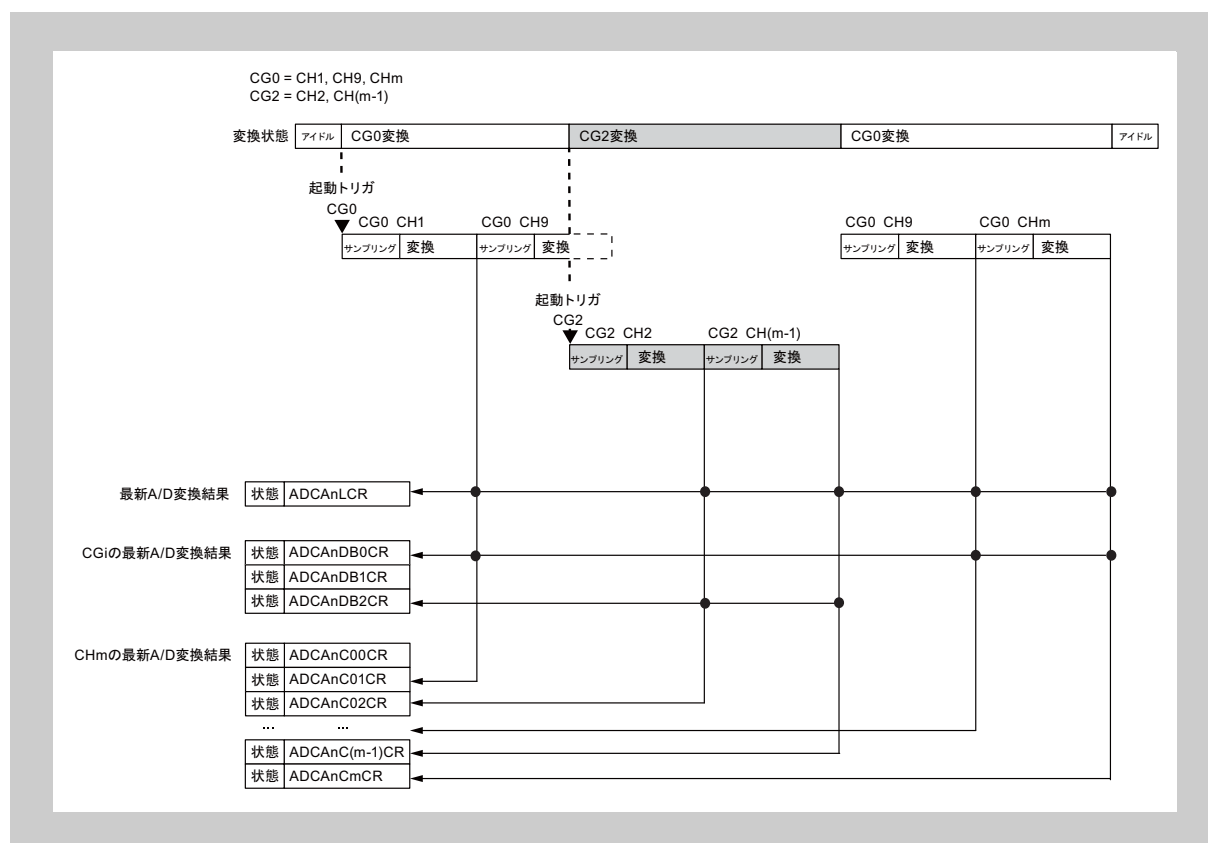 CG0 = CH1, CH9, CHm
CG2 = CH2, CH(m-1)
変換状態 アイドル CG0変換 CG2変換 CG0変換 アイドル
起動トリガ
CG0
CG0 CH1 CG0 CH9 CG0 CH9 CG0 CHm
サンプリング 変換 サンプリング 変換 サンプリング 変換 サンプリング 変換
起動トリガ
CG2
CG2 CH2 CG2 CH(m-1)
サンプリング 変換 サンプリング 変換
最新A/D変換結果 状態 ADCAnLCR
CGiの最新A/D変換結果 状態 ADCAnDB0CR
状態 ADCAnDB1CR
状態 ADCAnDB2CR
CHmの最新A/D変換結果 状態 ADCAnC00CR
状態 ADCAnC01CR
状態 ADCAnC02CR
... ...
状態 ADCAnC(m-1)CR
状態 ADCAnCmCR